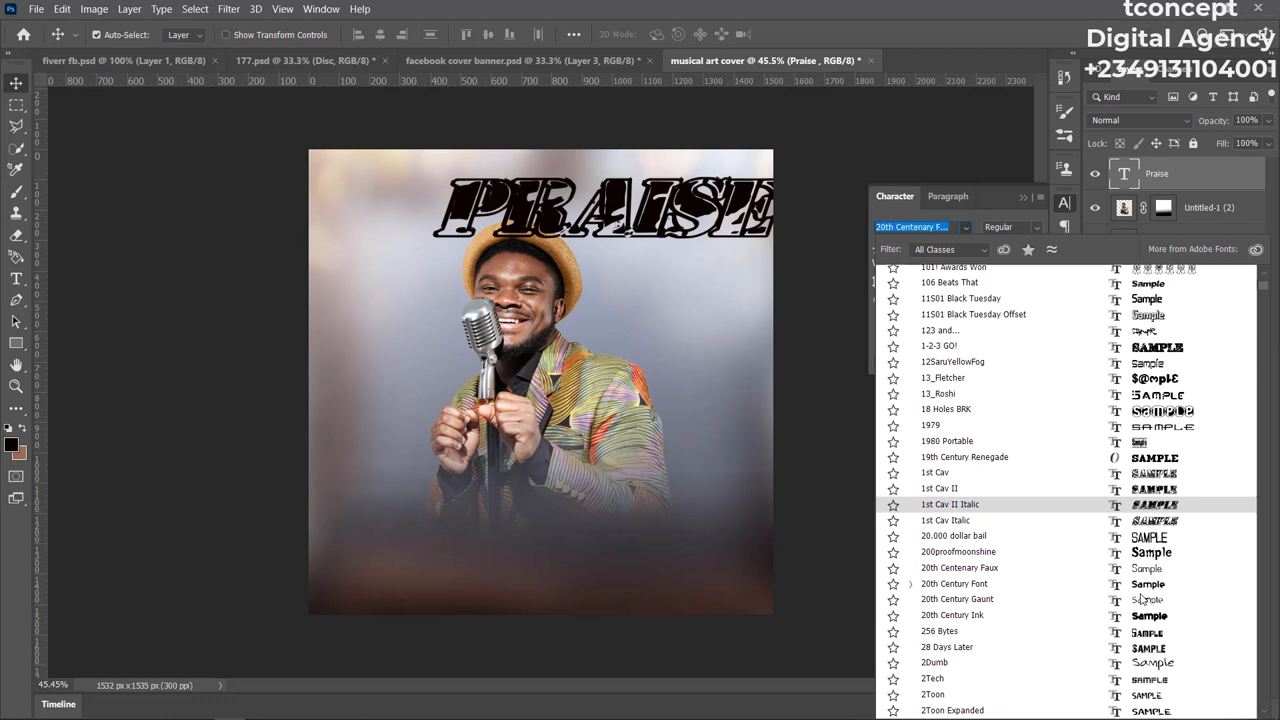 tconcept
Digital Agency
+2349131104001
File Edit Image Layer Type Select Filter 3D View Window Help
Auto-Select: Layer Show Transform Controls 3D Mode:
fiverr fb.psd @ 100% (Layer 1, RGB/8) × 177.psd @ 33.3% (Disc, RGB/8) * × facebook cover banner.psd @ 33.3% (Layer 3, RGB/8) * × musical art cover @ 45.5% (Praise , RGB/8) * ×
Kind
Normal Opacity: 100%
Lock: Fill: 100%
Praise
Untitled-1 (2)
Character Paragraph
20th Centenary F... Regular
Filter: All Classes More from Adobe Fonts:
PRAISE
101! Awards Won
106 Beats That Sample
11S01 Black Tuesday Sample
11S01 Black Tuesday Offset Sample
123 and...
1-2-3 GO! SAMPLE
12SaruYellowFog Sample
13_Fletcher $@mplE
13_Roshi SAMPLE
18 Holes BRK sample
1979 SAMPLE
1980 Portable Sample
19th Century Renegade SAMPLE
1st Cav SAMPLE
1st Cav II SAMPLE
1st Cav II Italic SAMPLE
1st Cav Italic SAMPLE
20.000 dollar bail SAMPLE
200proofmoonshine Sample
20th Centenary Faux Sample
20th Century Font Sample
20th Century Gaunt Sample
20th Century Ink Sample
256 Bytes SAMPLE
28 Days Later SAMPLE
2Dumb Sample
2Tech SAMPLE
2Toon SAMPLE
2Toon Expanded SAMPLE
45.45% 1532 px x 1535 px (300 ppi)
Timeline